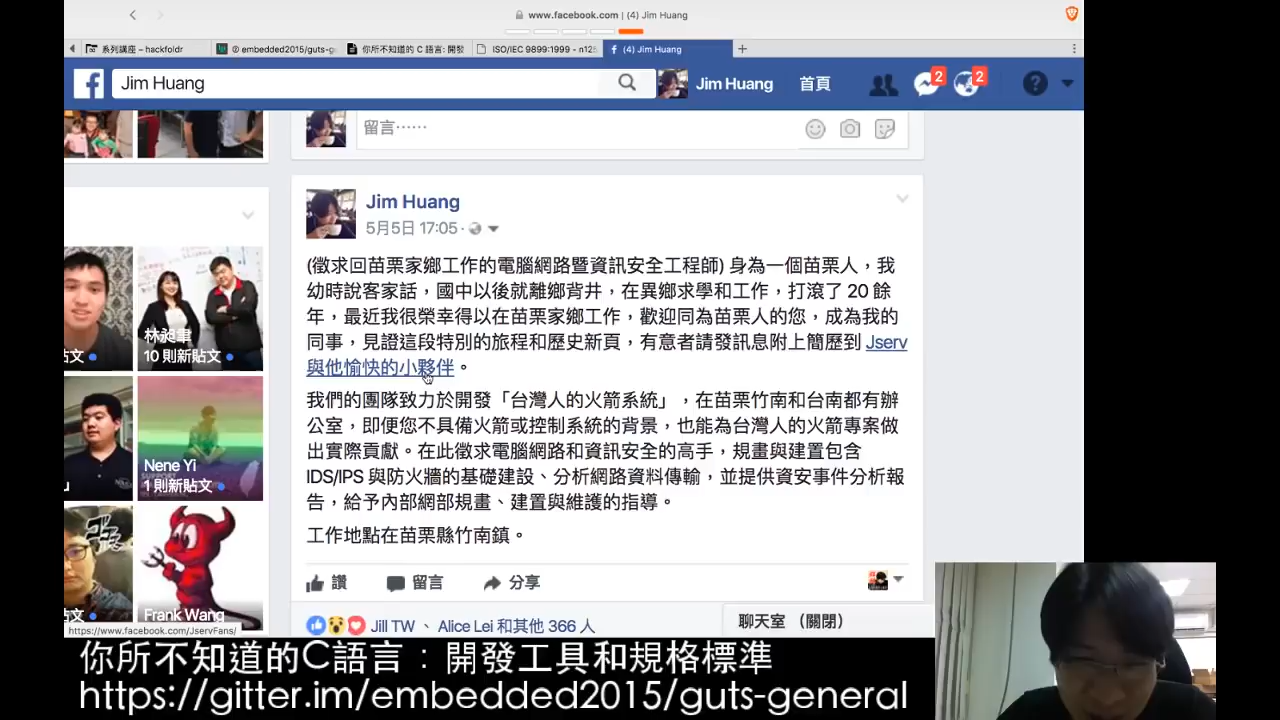 www.facebook.com | (4) Jim Huang
系列講座 – hackfoldr
embedded2015/guts-g
你所不知道的 C 語言: 開發
ISO/IEC 9899:1999 - n125
(4) Jim Huang
Jim Huang
Jim Huang
首頁
2
2
留言……
Jim Huang
5月5日 17:05
(徵求回苗栗家鄉工作的電腦網路暨資訊安全工程師) 身為一個苗栗人，我
幼時說客家話，國中以後就離鄉背井，在異鄉求學和工作，打滾了 20 餘
年，最近我很榮幸得以在苗栗家鄉工作，歡迎同為苗栗人的您，成為我的
同事，見證這段特別的旅程和歷史新頁，有意者請發訊息附上簡歷到 Jserv
與他愉快的小夥伴。
我們的團隊致力於開發「台灣人的火箭系統」，在苗栗竹南和台南都有辦
公室，即便您不具備火箭或控制系統的背景，也能為台灣人的火箭專案做
出實際貢獻。在此徵求電腦網路和資訊安全的高手，規畫與建置包含
IDS/IPS 與防火牆的基礎建設、分析網路資料傳輸，並提供資安事件分析報
告，給予內部網部規畫、建置與維護的指導。
工作地點在苗栗縣竹南鎮。
讚
留言
分享
Jill TW 、 Alice Lei 和其他 366 人
聊天室 （關閉）
貼文
林昶聿
10 則新貼文
Nene Yi
1 則新貼文
貼文
Frank Wang
https://www.facebook.com/JservFans/
你所不知道的C語言：開發工具和規格標準
https://gitter.im/embedded2015/guts-general